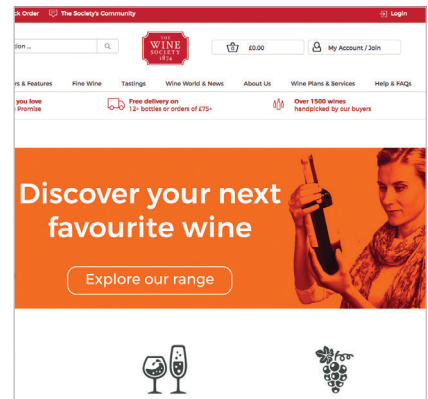 ck Order The Society's Community Login
tion ... THE
WINE
SOCIETY
1874
0 £0.00 My Account / Join
rs & Features Fine Wine Tastings Wine World & News About Us Wine Plans & Services Help & FAQs
you love Free delivery on Over 1500 wines
Promise 12+ bottles or orders of £75+ handpicked by our buyers
Discover your next
favourite wine
Explore our range